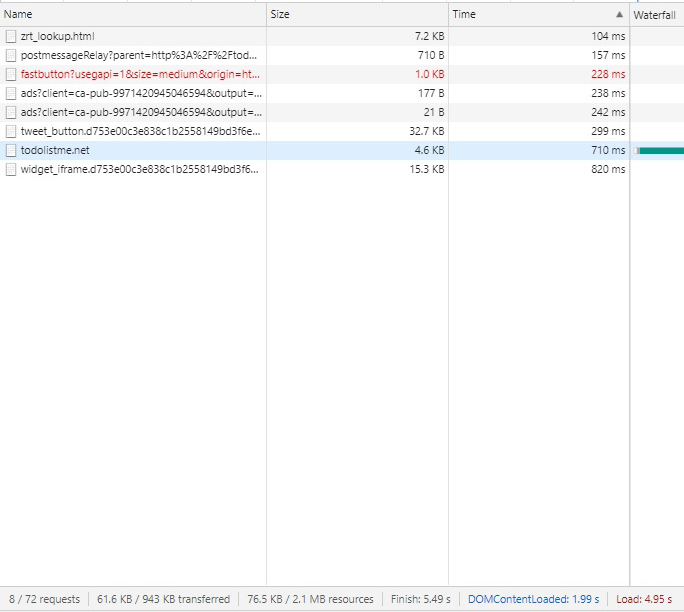 Name Size Time Waterfall
zrt_lookup.html 7.2 KB 104 ms
postmessageRelay?parent=http%3A%2F%2Ftod... 710 B 157 ms
fastbutton?usegapi=1&size=medium&origin=ht... 1.0 KB 228 ms
ads?client=ca-pub-9971420945046594&output=... 177 B 238 ms
ads?client=ca-pub-9971420945046594&output=... 21 B 242 ms
tweet_button.d753e00c3e838c1b2558149bd3f6e... 32.7 KB 299 ms
todolistme.net 4.6 KB 710 ms
widget_iframe.d753e00c3e838c1b2558149bd3f6... 15.3 KB 820 ms
8 / 72 requests 61.6 KB / 943 KB transferred 76.5 KB / 2.1 MB resources Finish: 5.49 s DOMContentLoaded: 1.99 s Load: 4.95 s